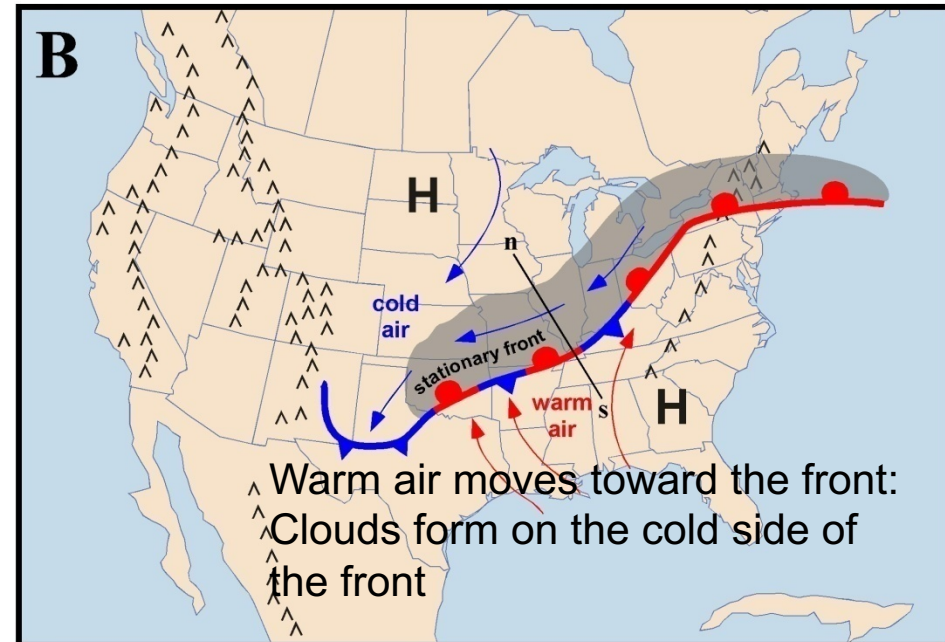 B
H
n
cold
air
stationary front
warm
air
s
H
Warm air moves toward the front:
Clouds form on the cold side of
the front